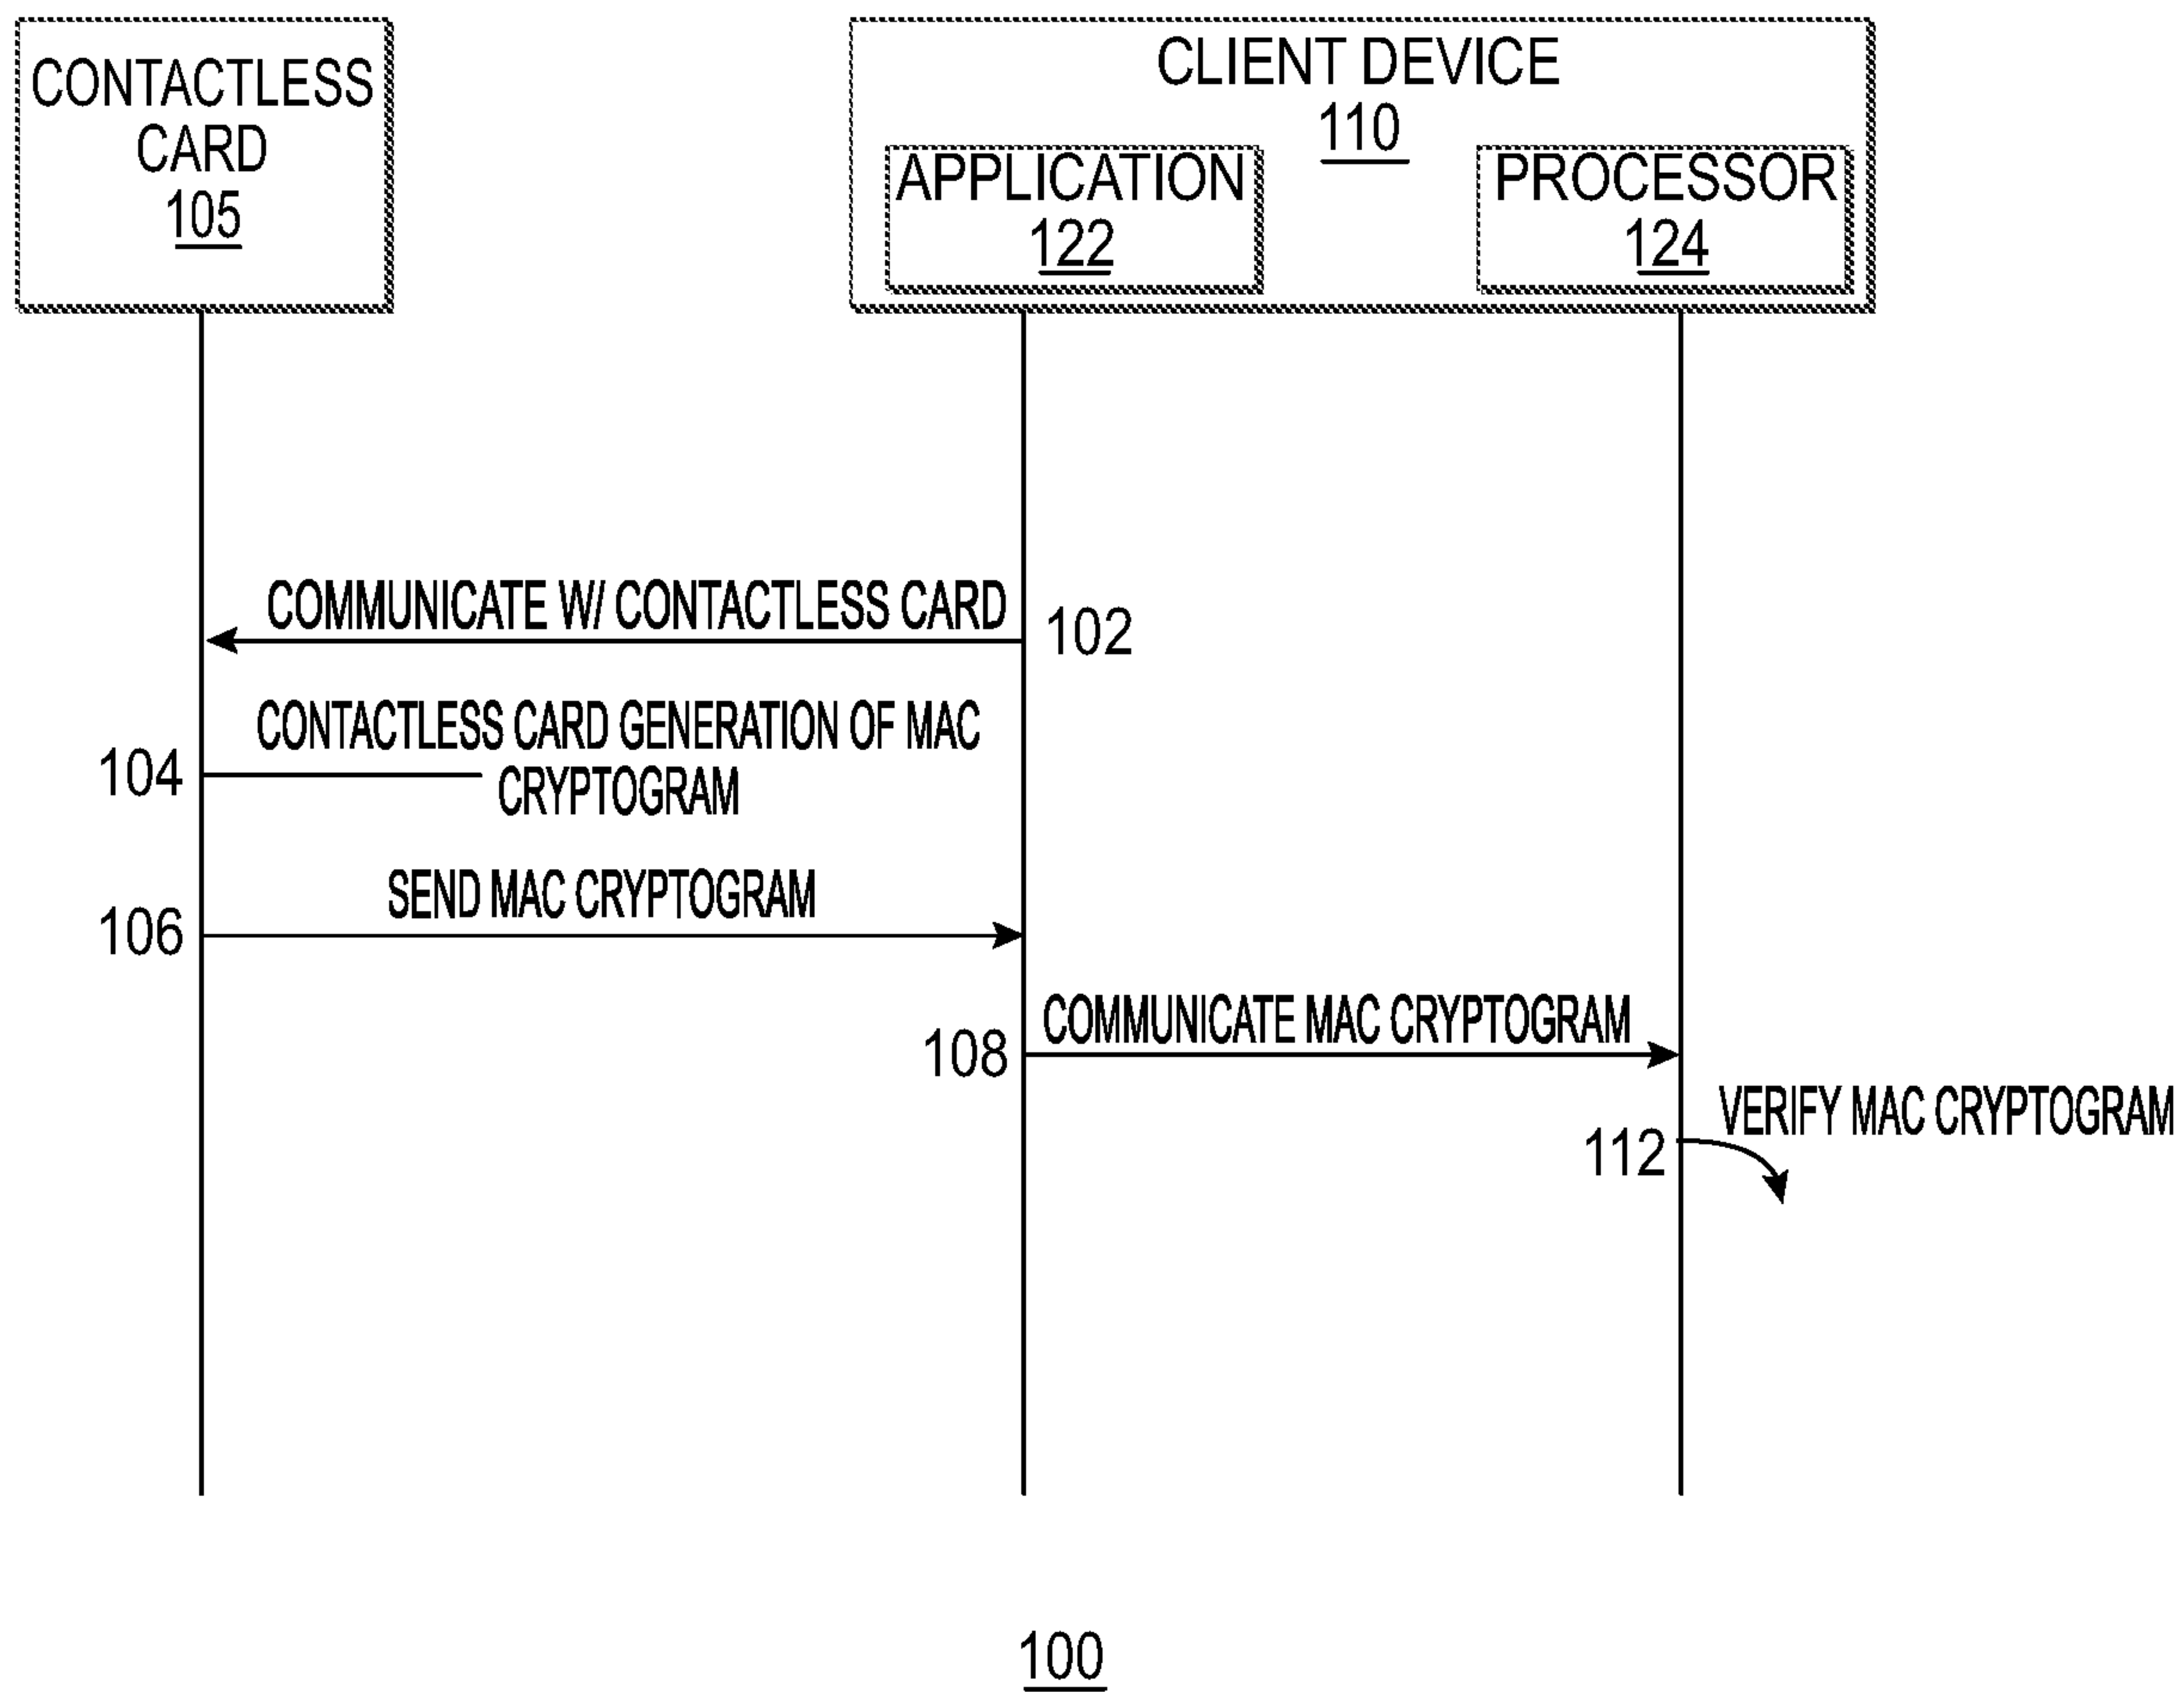 CONTACTLESS
CARD
105
CLIENT DEVICE
110
APPLICATION
122
PROCESSOR
124
COMMUNICATE W/ CONTACTLESS CARD
102
CONTACTLESS CARD GENERATION OF MAC
104
CRYPTOGRAM
SEND MAC CRYPTOGRAM
106
COMMUNICATE MAC CRYPTOGRAM
108
VERIFY MAC CRYPTOGRAM
112
100